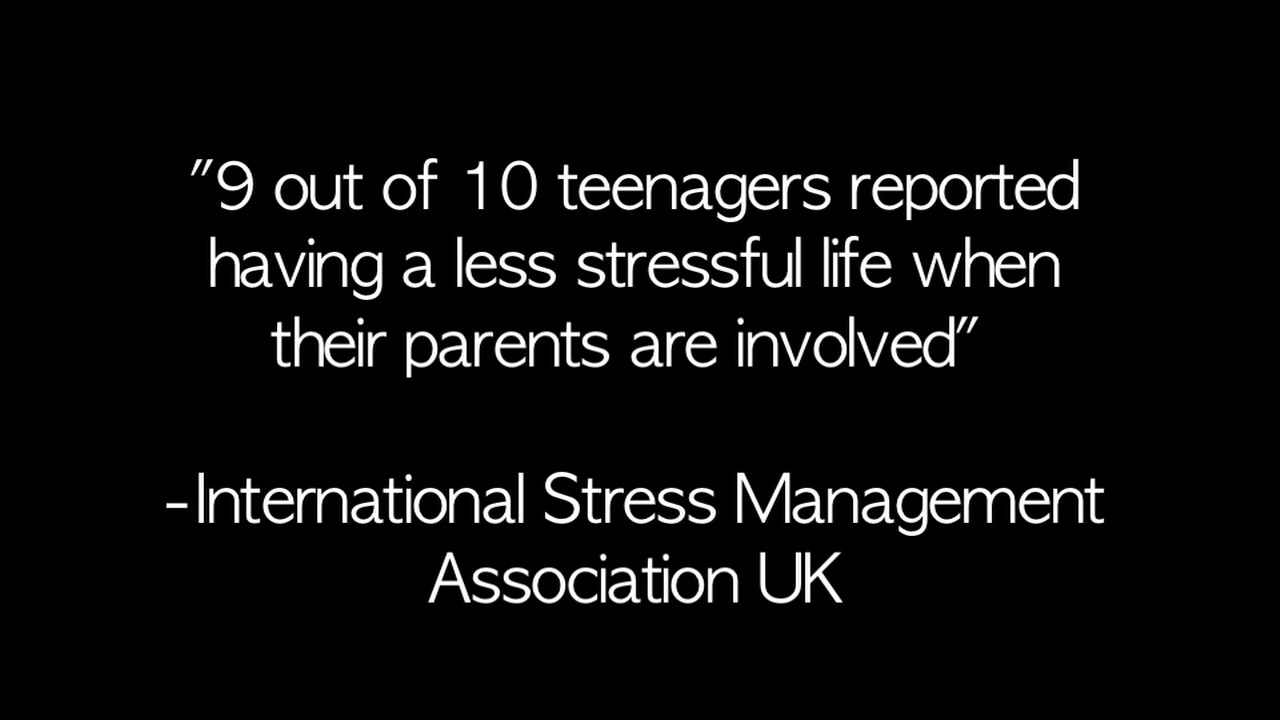 "9 out of 10 teenagers reported
having a less stressful life when
their parents are involved"
-International Stress Management
Association UK